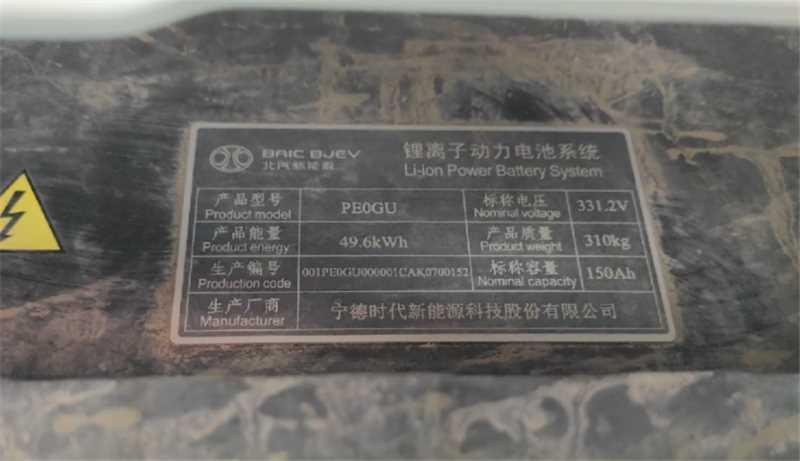 BAIC BJEV 锂离子动力电池系统
北汽新能源 Li-Ion Power Battery System
产品型号 PE0GU 标称电压 331.2V
Product model Nominal voltage
产品能量 49.6kWh 产品质量 310kg
Product energy Product weight
生产编号 001PE0GU000001CAK0700152 标称容量 150Ah
Production code Nominal capacity
生产厂商 宁德时代新能源科技股份有限公司
Manufacturer